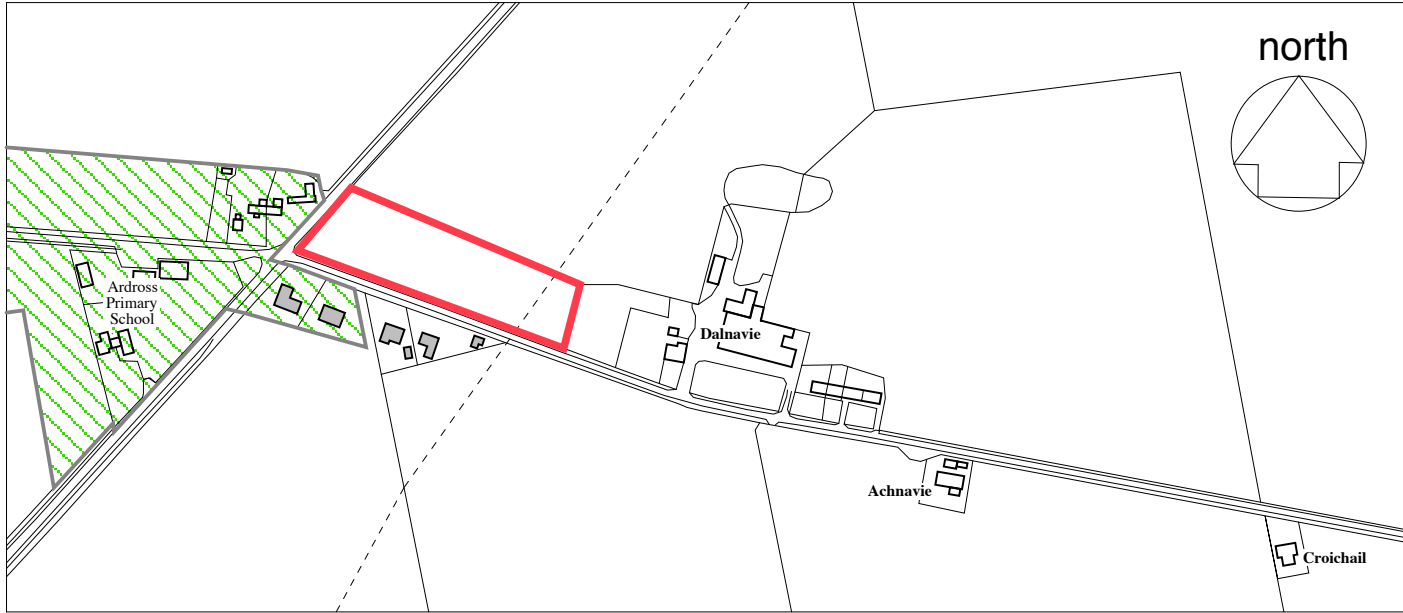 north
Ardross
Primary
School
Dalnavie
Achnavie
Croichail